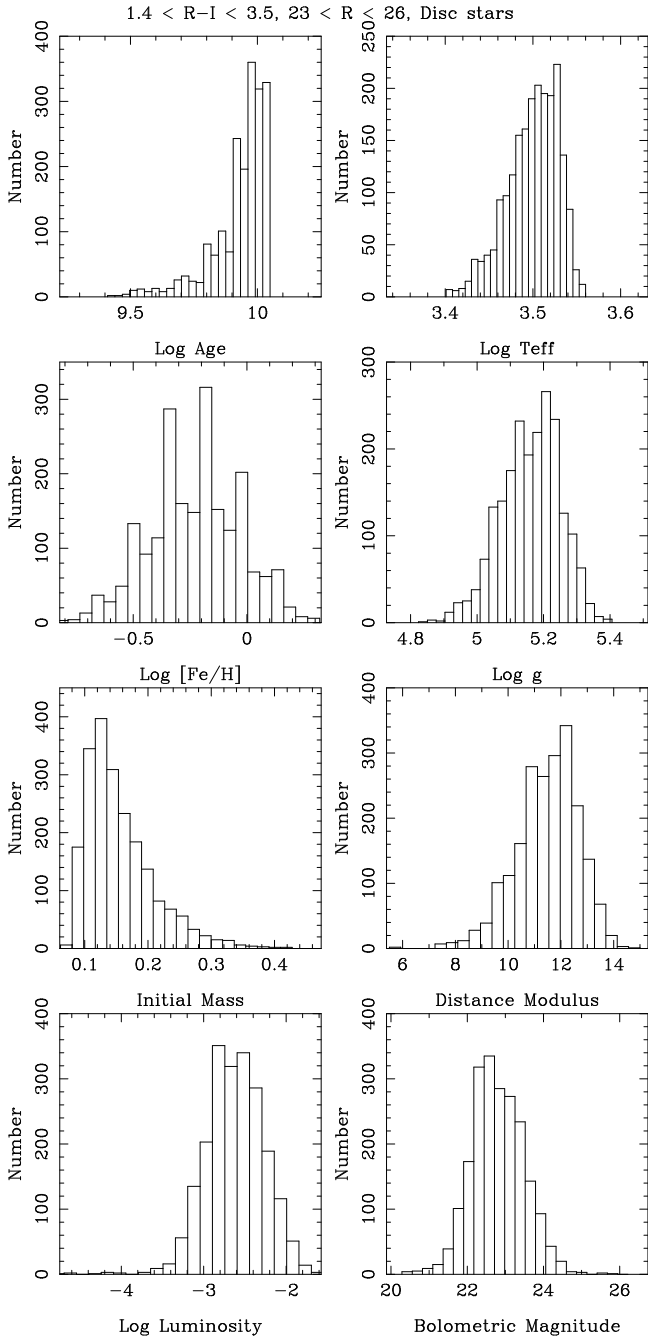 1.4 < R−I < 3.5, 23 < R < 26, Disc stars
Number
0 100 200 300 400
9.5 10
Log Age
Number
0 50 100 150 200 250
3.4 3.5 3.6
Log Teff
Number
0 100 200 300
−0.5 0
Log [Fe/H]
Number
0 100 200 300
4.8 5 5.2 5.4
Log g
Number
0 100 200 300 400
0.1 0.2 0.3 0.4
Initial Mass
Number
0 100 200 300 400
6 8 10 12 14
Distance Modulus
Number
0 100 200 300 400
−4 −3 −2
Log Luminosity
Number
0 100 200 300 400
20 22 24 26
Bolometric Magnitude